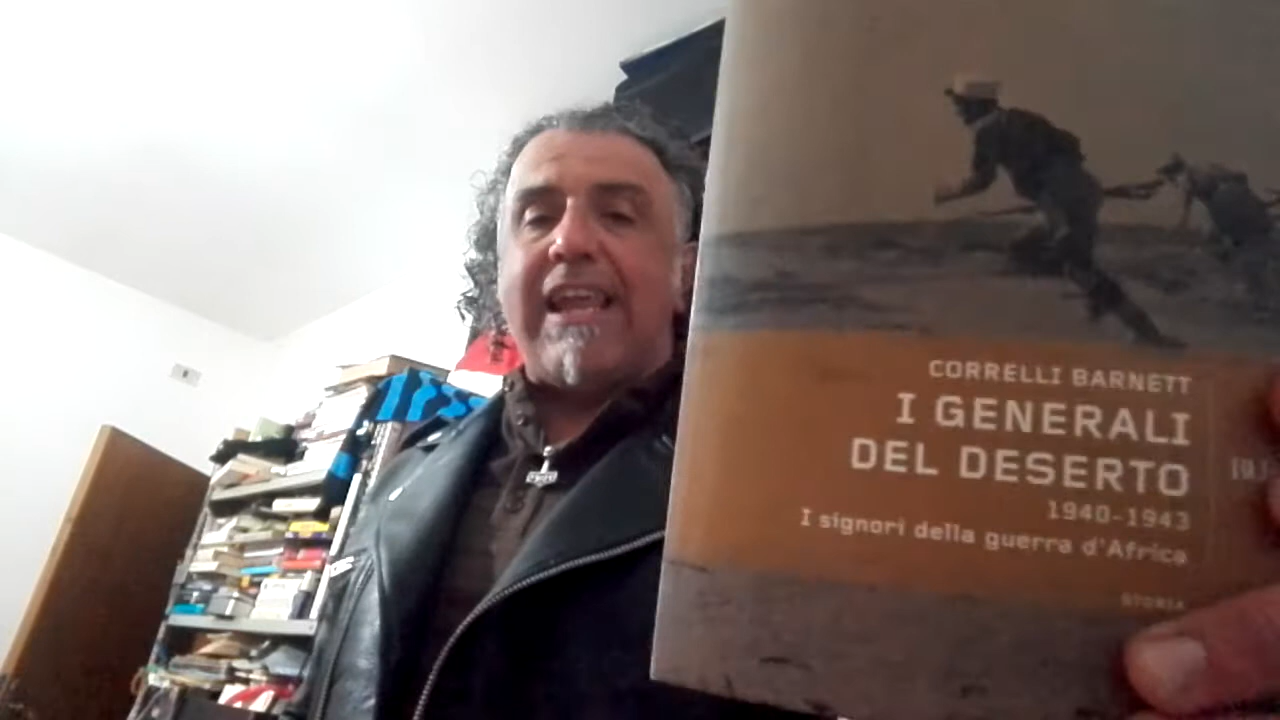 CORRELLI BARNETT
I GENERALI
DEL DESERTO
1940-1943
I signori della guerra d'Africa
STORIA